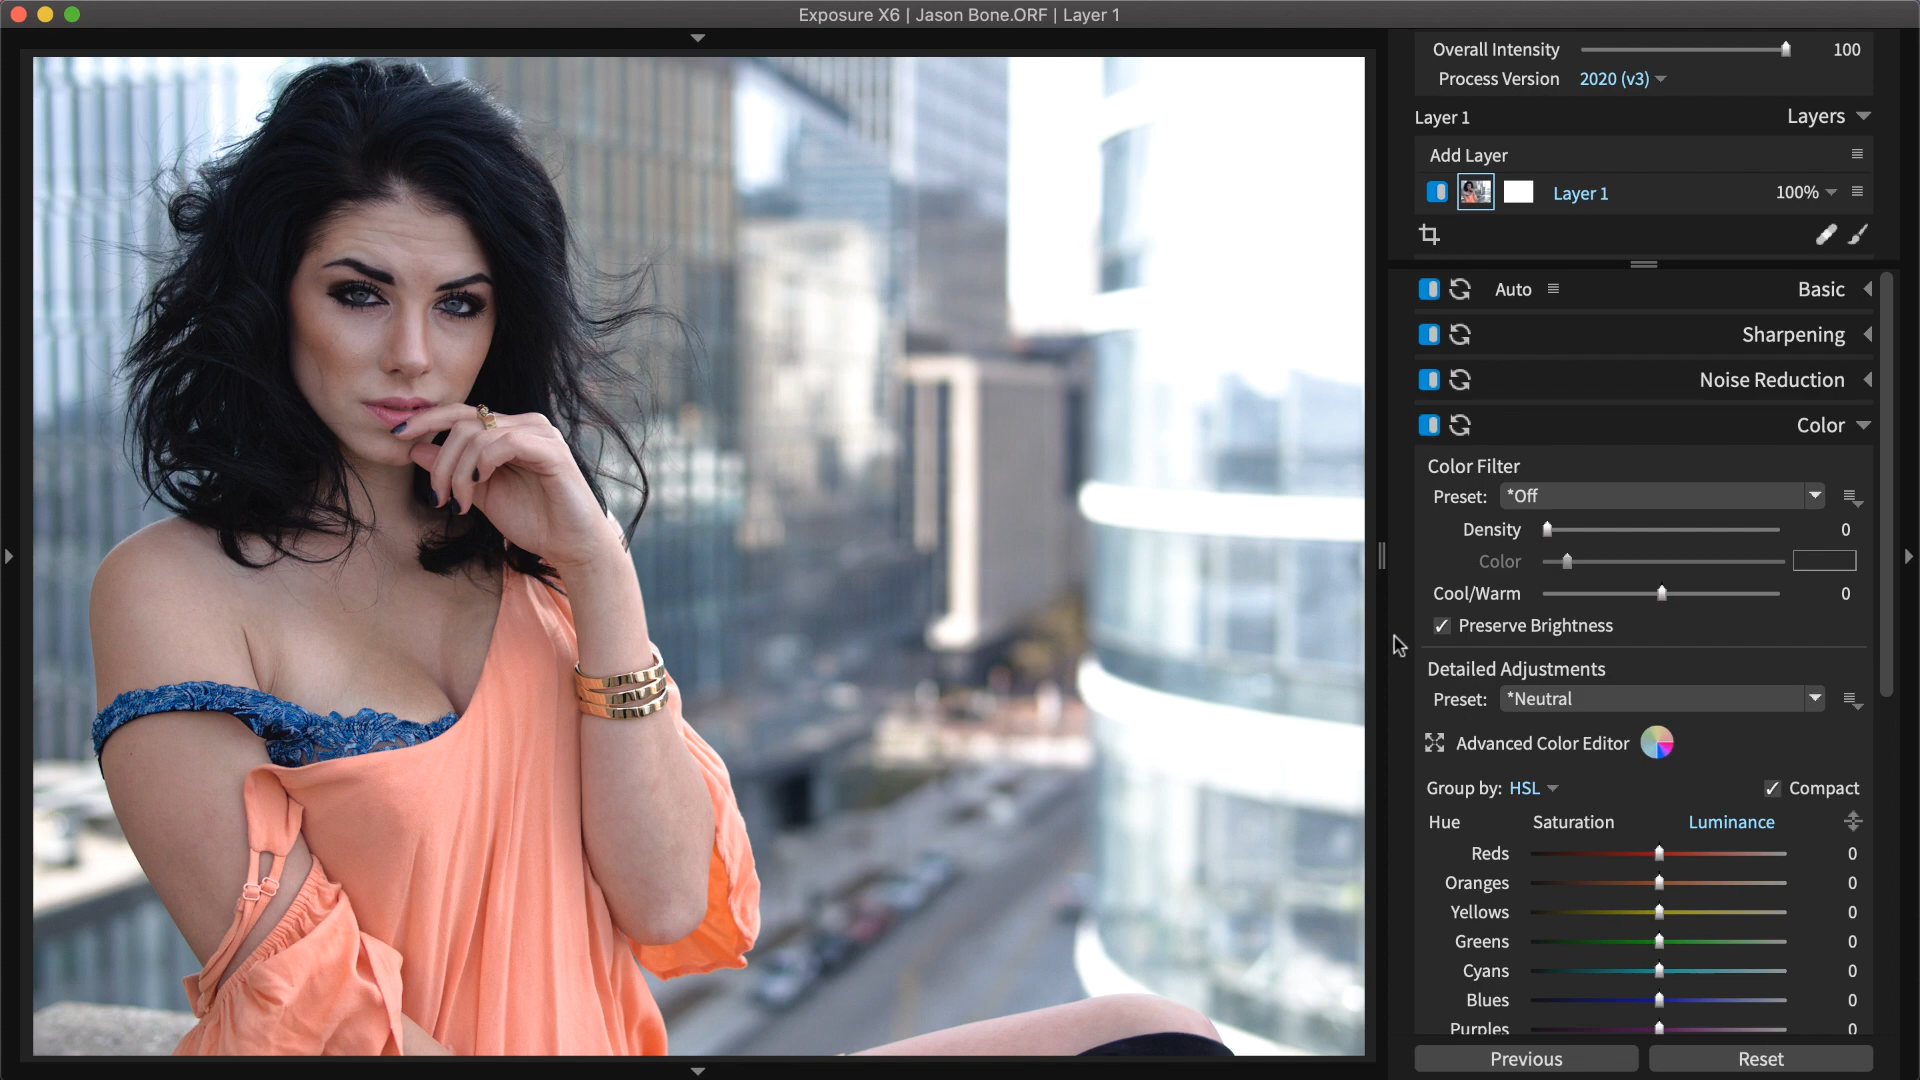 Exposure X6 | Jason Bone.ORF | Layer 1
Overall Intensity 100
Process Version 2020 (v3)
Layer 1 Layers
Add Layer
Layer 1 100%
Auto Basic
Sharpening
Noise Reduction
Color
Color Filter
Preset: *Off
Density 0
Color
Cool/Warm 0
Preserve Brightness
Detailed Adjustments
Preset: *Neutral
Advanced Color Editor
Group by: HSL Compact
Hue Saturation Luminance
Reds 0
Oranges 0
Yellows 0
Greens 0
Cyans 0
Blues 0
Purples 0
Previous Reset